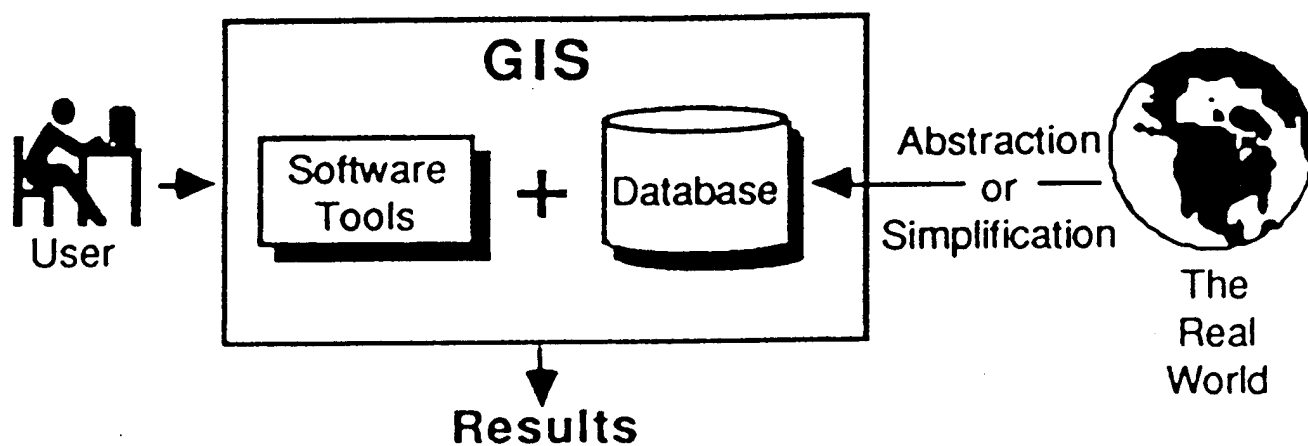 GIS
Software
Tools
+
Database
User
Abstraction
or
Simplification
The
Real
World
Results